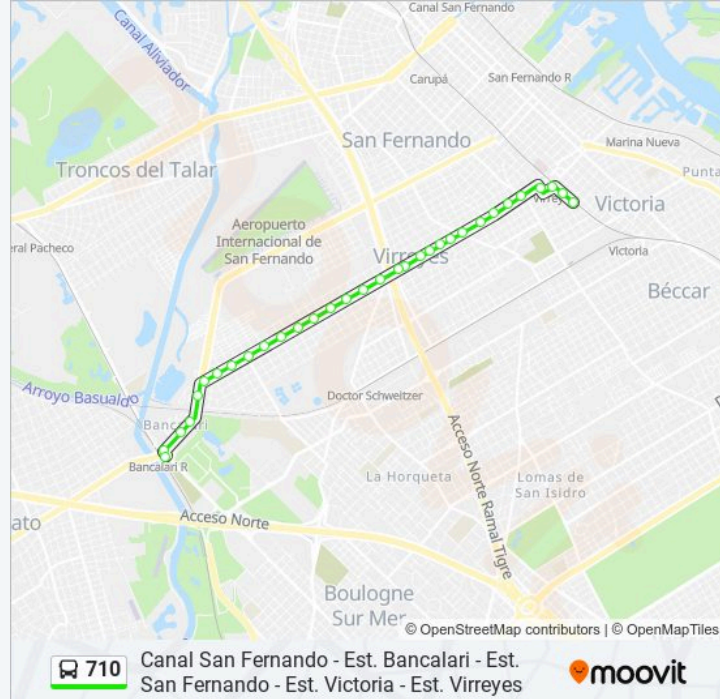 Canal San Fernando
Canal Aliviador
Carupá
San Fernando R
San Fernando
Marina Nueva
Troncos del Talar
Punta
Victoria
Aeropuerto
Internacional de
San Fernando
eral Pacheco
Virreyes
Victoria
Béccar
Arroyo Basualdo
Doctor Schweitzer
Bancalari
Bancalari R
Acceso Norte Ramal Tigre
La Horqueta
Lomas de
San Isidro
ato
Acceso Norte
Boulogne
Sur Mer
© OpenStreetMap contributors | © OpenMapTiles
710
Canal San Fernando - Est. Bancalari - Est.
San Fernando - Est. Victoria - Est. Virreyes
moovit